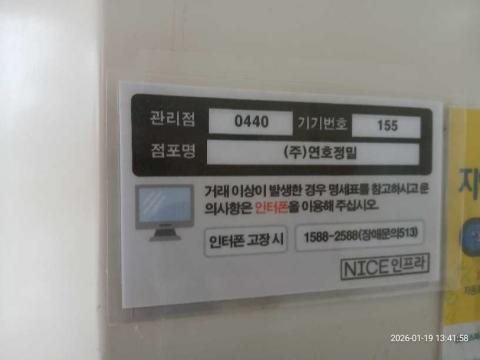 관리점 0440 기기번호 155
점포명 (주)연호정밀
거래 이상이 발생한 경우 명세표를 참고하시고 문
의사항은 인터폰을 이용해 주십시오.
인터폰 고장 시 1588-2588(장애문의513)
NICE인프라
지
2026-01-19 13:41:58